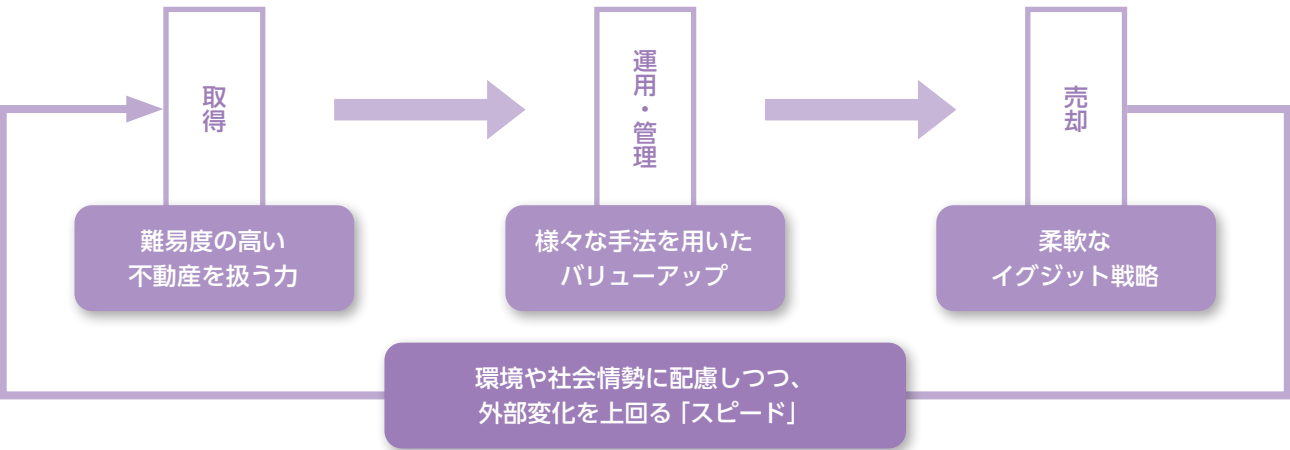 取得
運用・管理
売却
難易度の高い
不動産を扱う力
様々な手法を用いた
バリューアップ
柔軟な
イグジット戦略
環境や社会情勢に配慮しつつ、
外部変化を上回る「スピード」